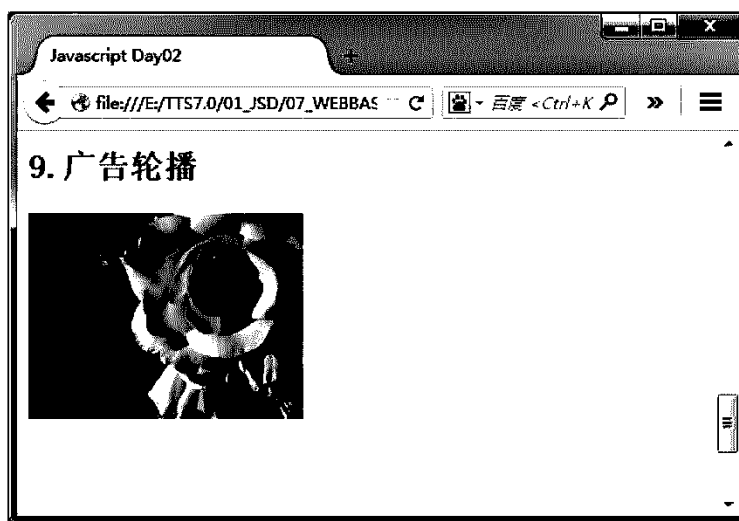 Javascript Day02
file:///E:/TTS7.0/01_JSD/07_WEBBAS 百度 <Ctrl+K
9. 广告轮播